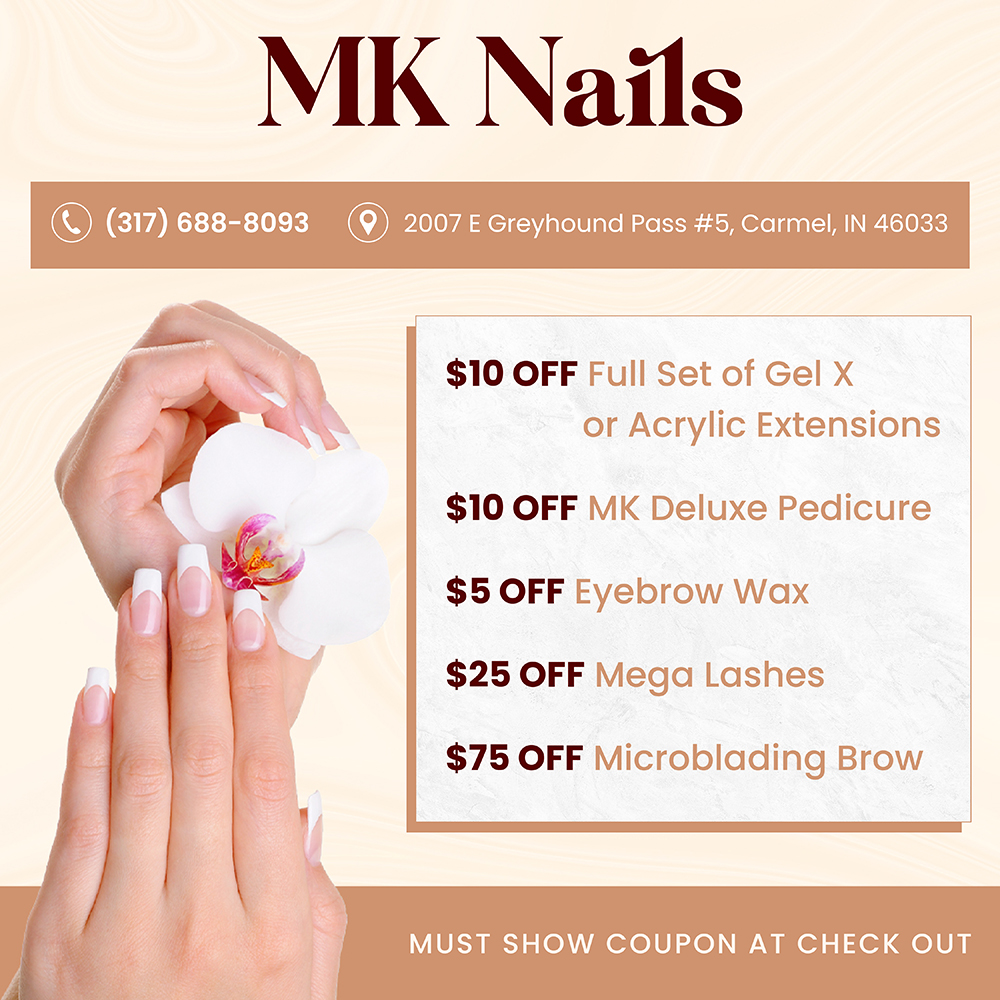 MK Nails
(317) 688-8093 2007 E Greyhound Pass #5, Carmel, IN 46033
$10 OFF Full Set of Gel X
or Acrylic Extensions
$10 OFF MK Deluxe Pedicure
$5 OFF Eyebrow Wax
$25 OFF Mega Lashes
$75 OFF Microblading Brow
MUST SHOW COUPON AT CHECK OUT